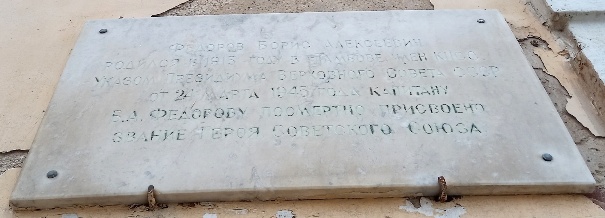 Федоров Борис Алексеевич
родился в 1915 году в
Указом Президиума Верховного Совета СССР
от 24 марта 1945 года капитану
Б.А. Федорову посмертно присвоено
звание Героя Советского Союза